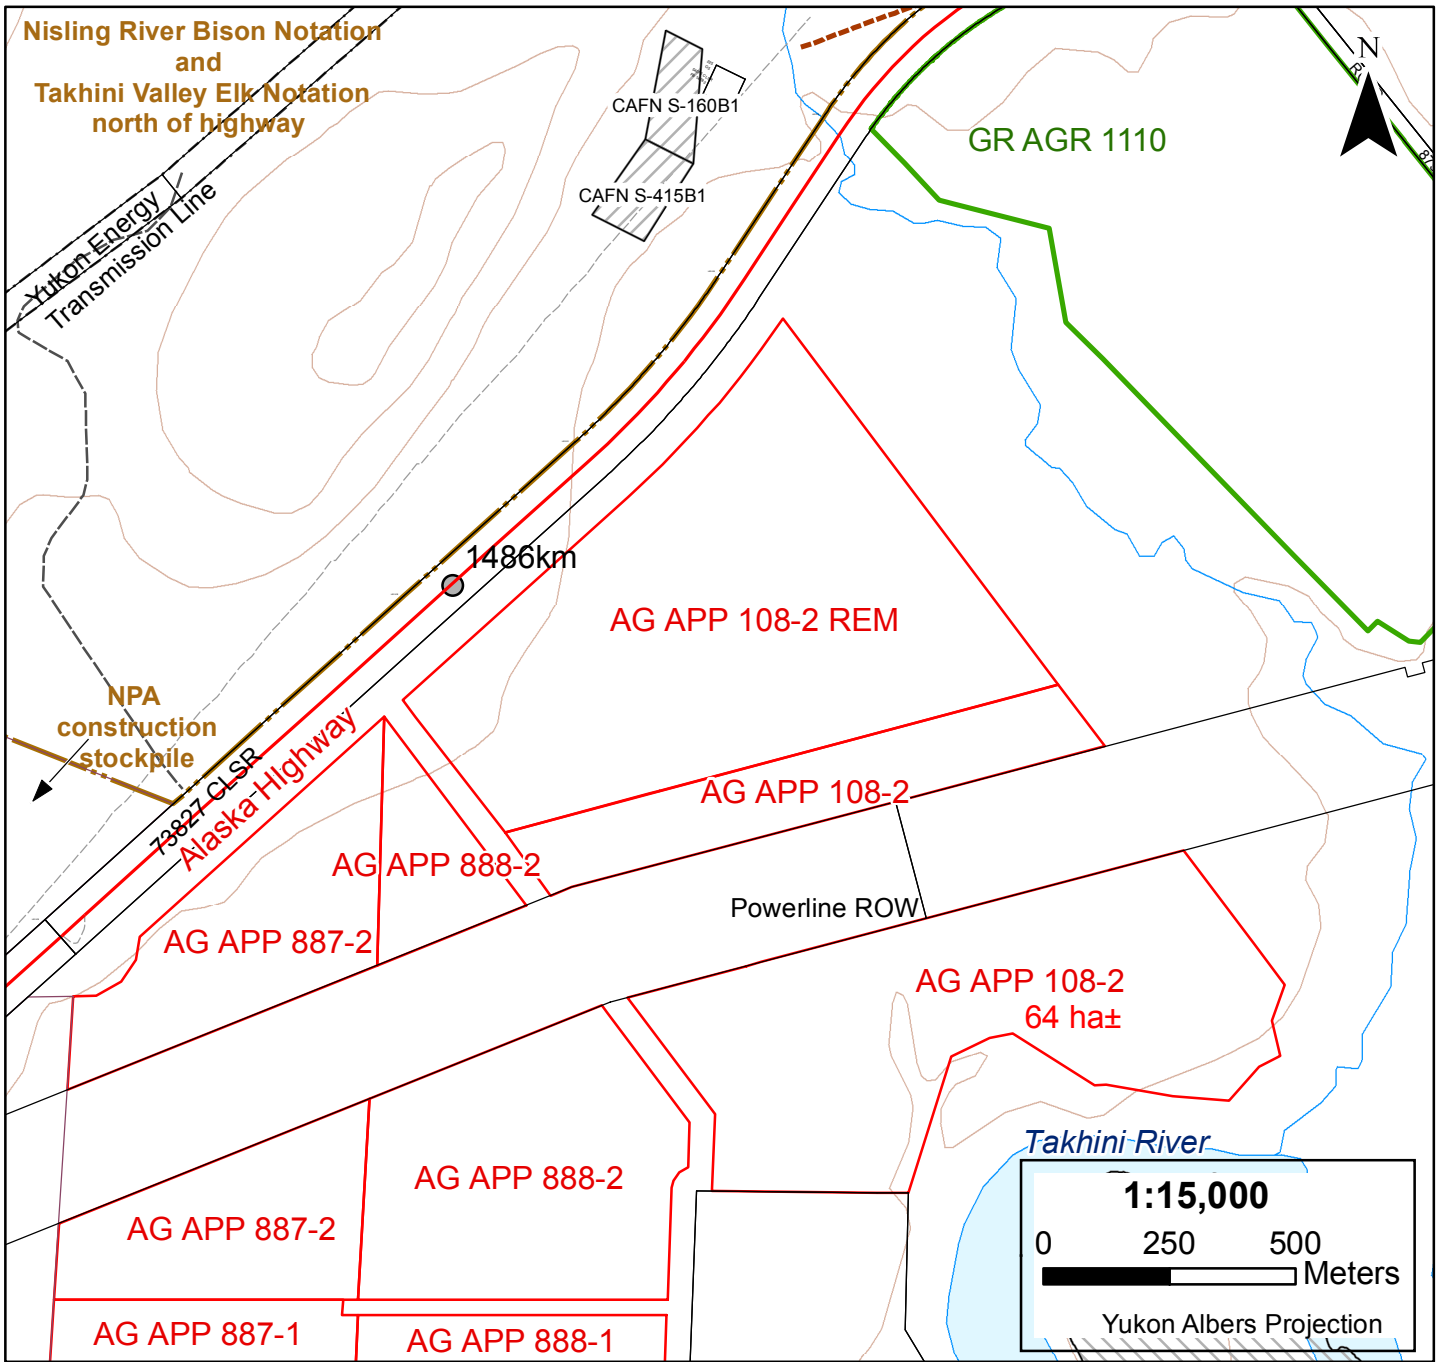 Nisling River Bison Notation
and
Takhini Valley Elk Notation
north of highway
N
CAFN S-160B1
GR AGR 1110
CAFN S-415B1
Yukon Energy
Transmission Line
1486km
AG APP 108-2 REM
NPA
construction
stockpile
73827 CLSR
Alaska HIghway
AG APP 108-2
AG APP 888-2
Powerline ROW
AG APP 887-2
AG APP 108-2
64 ha±
Takhini River
AG APP 888-2
AG APP 887-2
1:15,000
0 250 500
Meters
AG APP 887-1
AG APP 888-1
Yukon Albers Projection